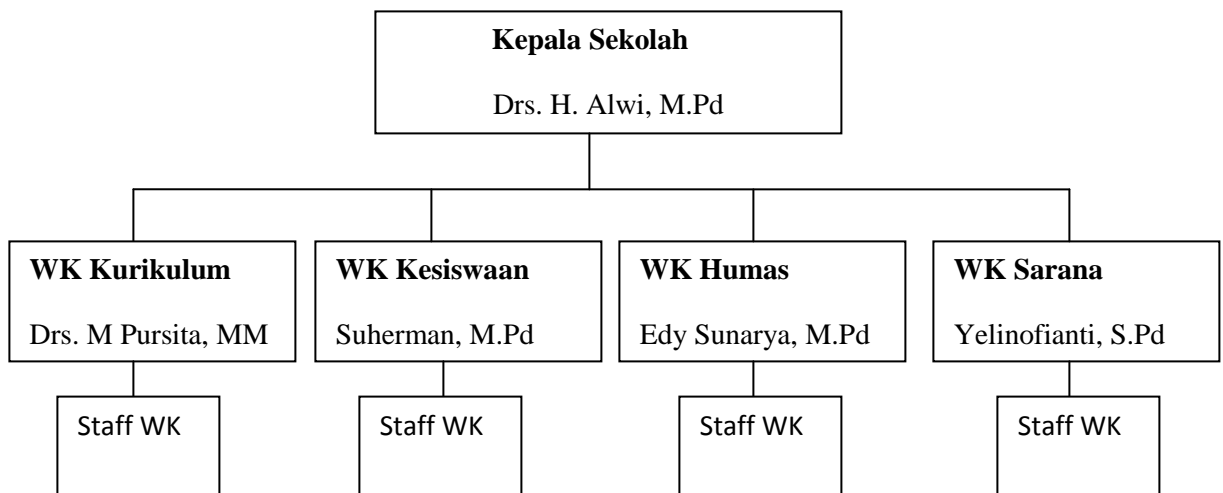 Kepala Sekolah
Drs. H. Alwi, M.Pd
WK Kurikulum
Drs. M Pursita, MM
WK Kesiswaan
Suherman, M.Pd
WK Humas
Edy Sunarya, M.Pd
WK Sarana
Yelinofianti, S.Pd
Staff WK
Staff WK
Staff WK
Staff WK